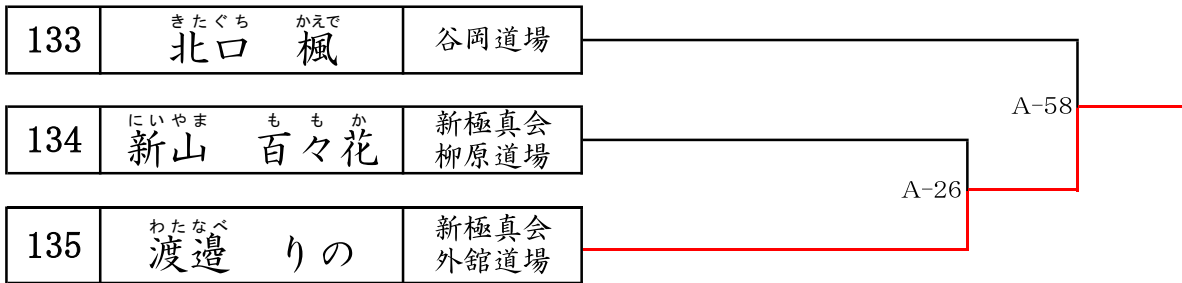 きたぐち かえで
133 北口 楓 谷岡道場
A-58
にいやま ももか
134 新山 百々花 新極真会
柳原道場
A-26
わたなべ
135 渡邉 りの 新極真会
外舘道場